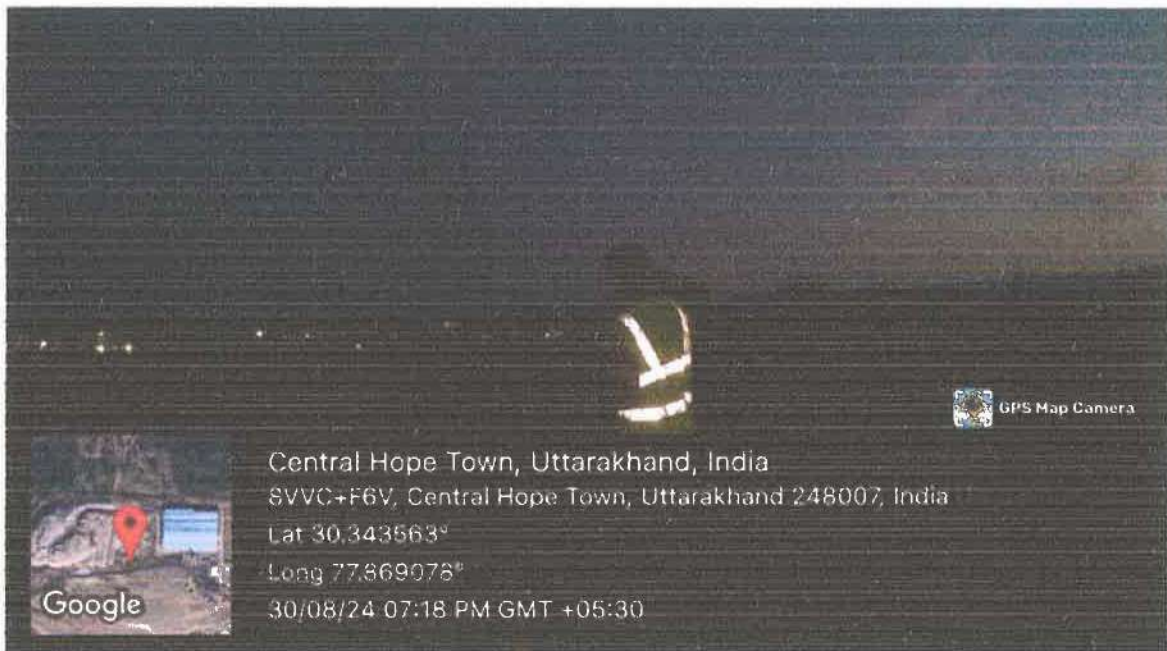 GPS Map Camera
Central Hope Town, Uttarakhand, India
8VVC+F6V, Central Hope Town, Uttarakhand 248007, India
Lat 30.343563°
Long 77.869078°
30/08/24 07:18 PM GMT +05:30
Google